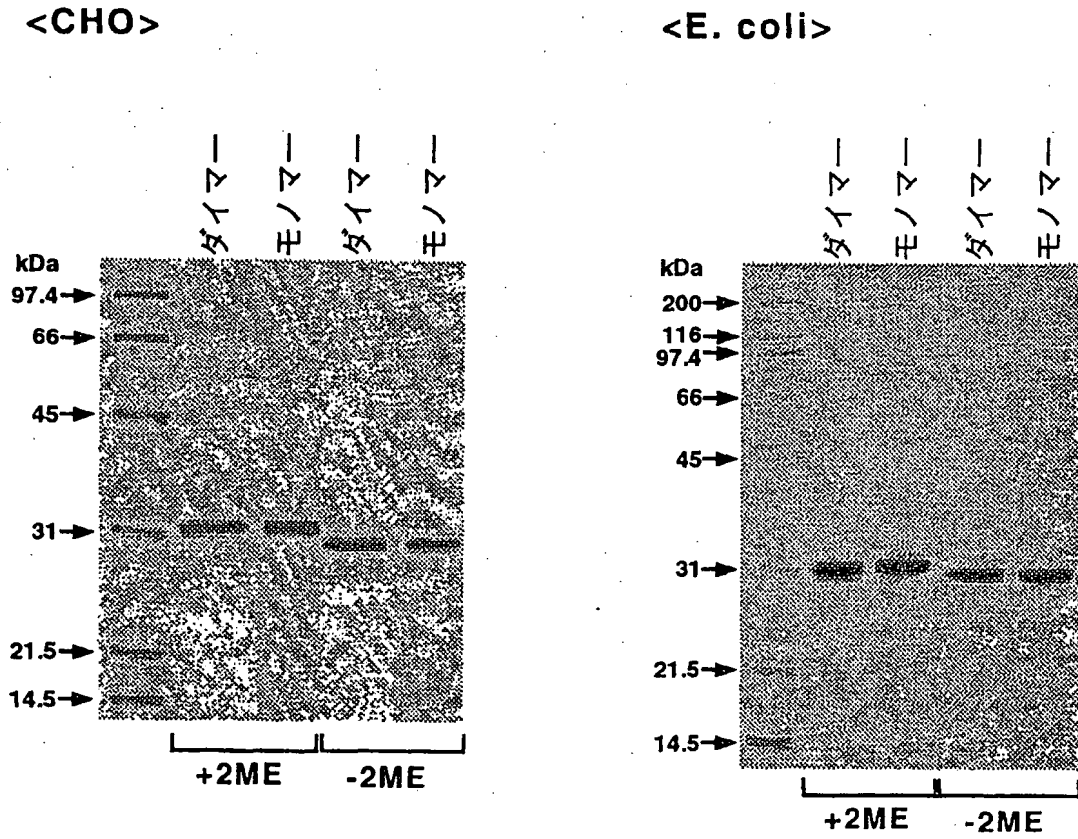 <CHO>
ダイマー
モノマー
ダイマー
モノマー
kDa
97.4
66
45
31
21.5
14.5
+2ME
-2ME
<E. coli>
ダイマー
モノマー
ダイマー
モノマー
kDa
200
116
97.4
66
45
31
21.5
14.5
+2ME
-2ME